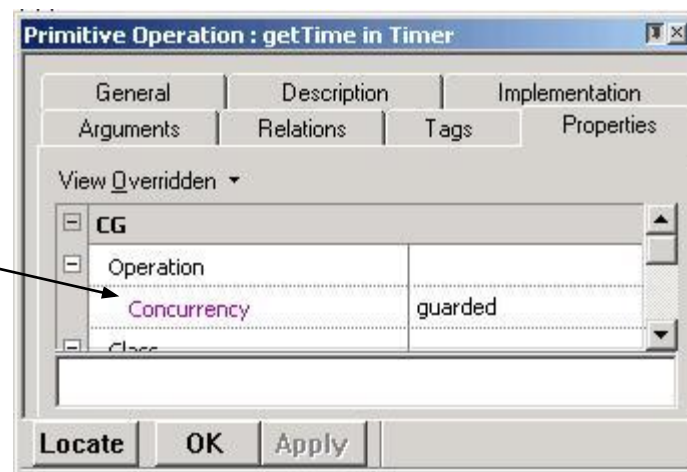 Primitive Operation : getTime in Timer
General Description Implementation
Arguments Relations Tags Properties
View Overridden
CG
Operation
Concurrency guarded
Class
Locate OK Apply